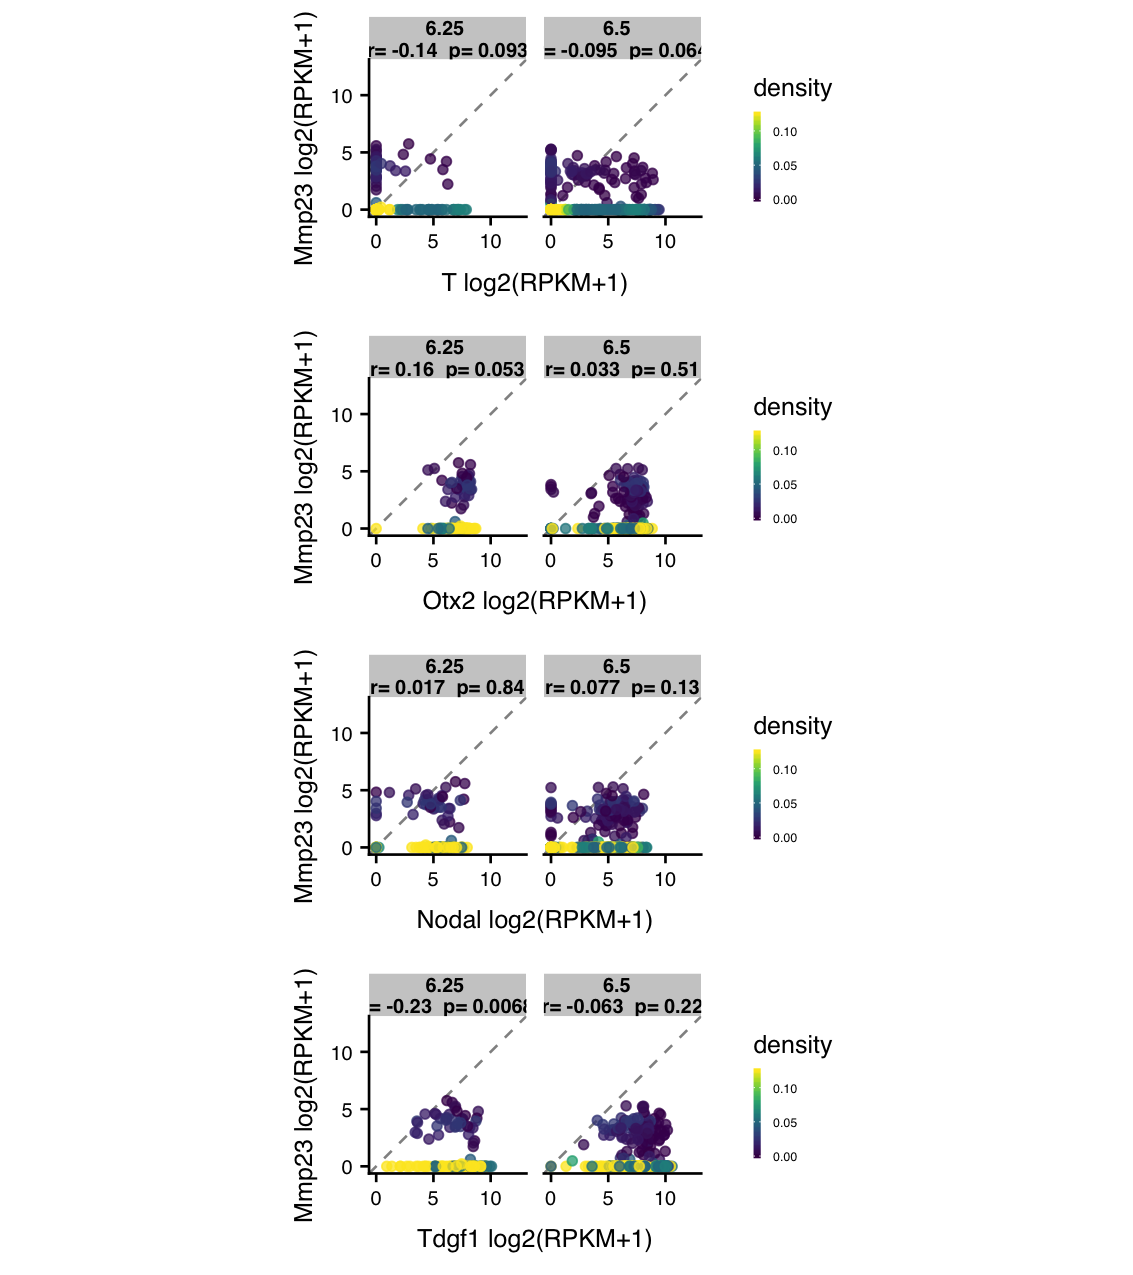 6.25 6.5
r= -0.14 p= 0.093 = -0.095 p= 0.064
Mmp23 log2(RPKM+1)
10
5
0
0 5 10 0 5 10
T log2(RPKM+1)
density
0.10
0.05
0.00
6.25 6.5
r= 0.16 p= 0.053 r= 0.033 p= 0.51
Mmp23 log2(RPKM+1)
10
5
0
0 5 10 0 5 10
Otx2 log2(RPKM+1)
density
0.10
0.05
0.00
6.25 6.5
r= 0.017 p= 0.84 r= 0.077 p= 0.13
Mmp23 log2(RPKM+1)
10
5
0
0 5 10 0 5 10
Nodal log2(RPKM+1)
density
0.10
0.05
0.00
6.25 6.5
= -0.23 p= 0.0068 r= -0.063 p= 0.22
Mmp23 log2(RPKM+1)
10
5
0
0 5 10 0 5 10
Tdgf1 log2(RPKM+1)
density
0.10
0.05
0.00